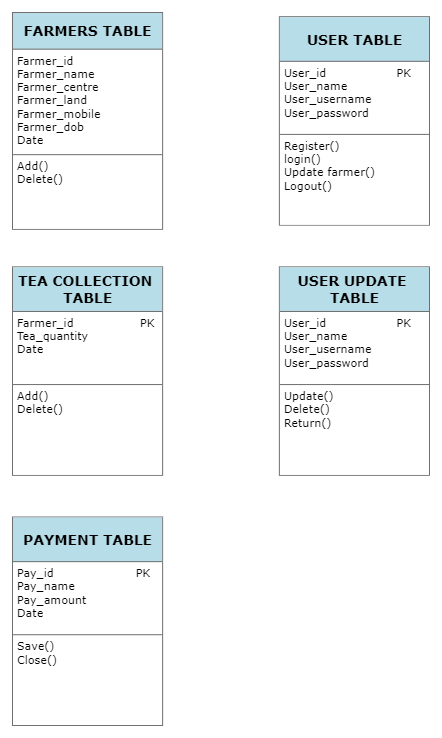 FARMERS TABLE
Farmer_id
Farmer_name
Farmer_centre
Farmer_land
Farmer_mobile
Farmer_dob
Date
Add()
Delete()
USER TABLE
User_id PK
User_name
User_username
User_password
Register()
login()
Update farmer()
Logout()
TEA COLLECTION
TABLE
Farmer_id PK
Tea_quantity
Date
Add()
Delete()
USER UPDATE
TABLE
User_id PK
User_name
User_username
User_password
Update()
Delete()
Return()
PAYMENT TABLE
Pay_id PK
Pay_name
Pay_amount
Date
Save()
Close()